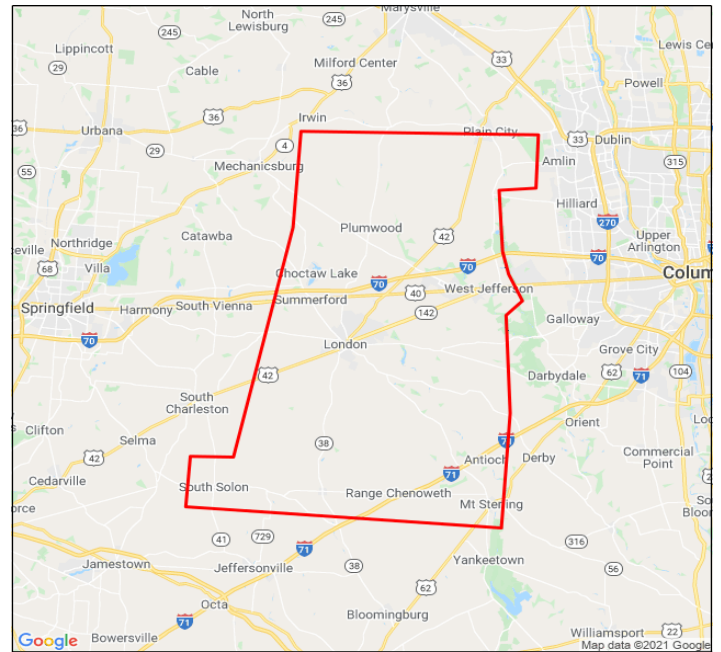 Marysville
North
Lewisburg
245
245
33
Lippincott
Lewis Ce
29
Cable
Milford Center
36
Powell
36
Irwin
36
Urbana
4
Plain City
33
Dublin
29
Amlin
315
55
Mechanicsburg
Hilliard
270
Plumwood
Upper
Arlington
Catawba
42
eville
Northridge
68
Villa
Choctaw Lake
70
70
70
Colum
Springfield
Harmony
South Vienna
Summerford
40
West Jefferson
142
Galloway
70
London
Grove City
62
104
42
Darbydale
71
South
Charleston
Clifton
Selma
38
Orient
Loc
42
71
Antioch
Derby
Commercial
Point
Cedarville
71
South Solon
Range Chenoweth
Mt Sterling
So
Bloom
orce
41
729
316
71
Yankeetown
Jamestown
Jeffersonville
38
56
62
Octa
71
Bloomingburg
Williamsport
22
Bowersville
Google
Map data ©2021 Google